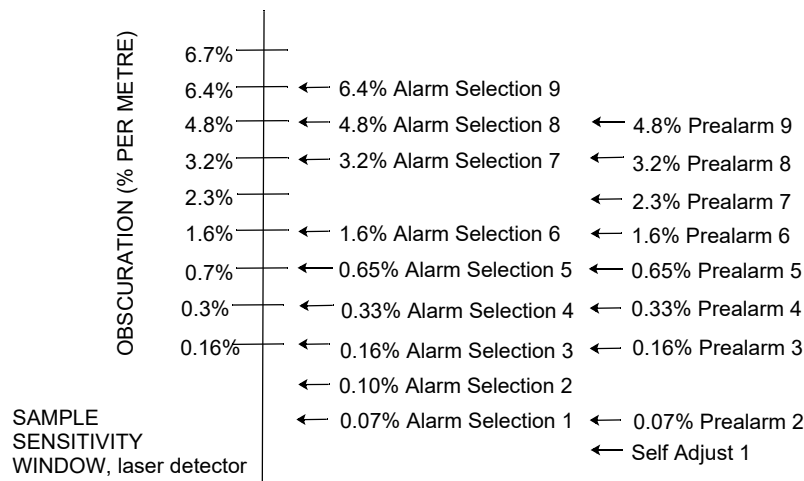 OBSCURATION (% PER METRE)
6.7%
6.4% 6.4% Alarm Selection 9
4.8% 4.8% Alarm Selection 8 4.8% Prealarm 9
3.2% 3.2% Alarm Selection 7 3.2% Prealarm 8
2.3% 2.3% Prealarm 7
1.6% 1.6% Alarm Selection 6 1.6% Prealarm 6
0.7% 0.65% Alarm Selection 5 0.65% Prealarm 5
0.3% 0.33% Alarm Selection 4 0.33% Prealarm 4
0.16% 0.16% Alarm Selection 3 0.16% Prealarm 3
0.10% Alarm Selection 2
0.07% Alarm Selection 1 0.07% Prealarm 2
Self Adjust 1
SAMPLE
SENSITIVITY
WINDOW, laser detector